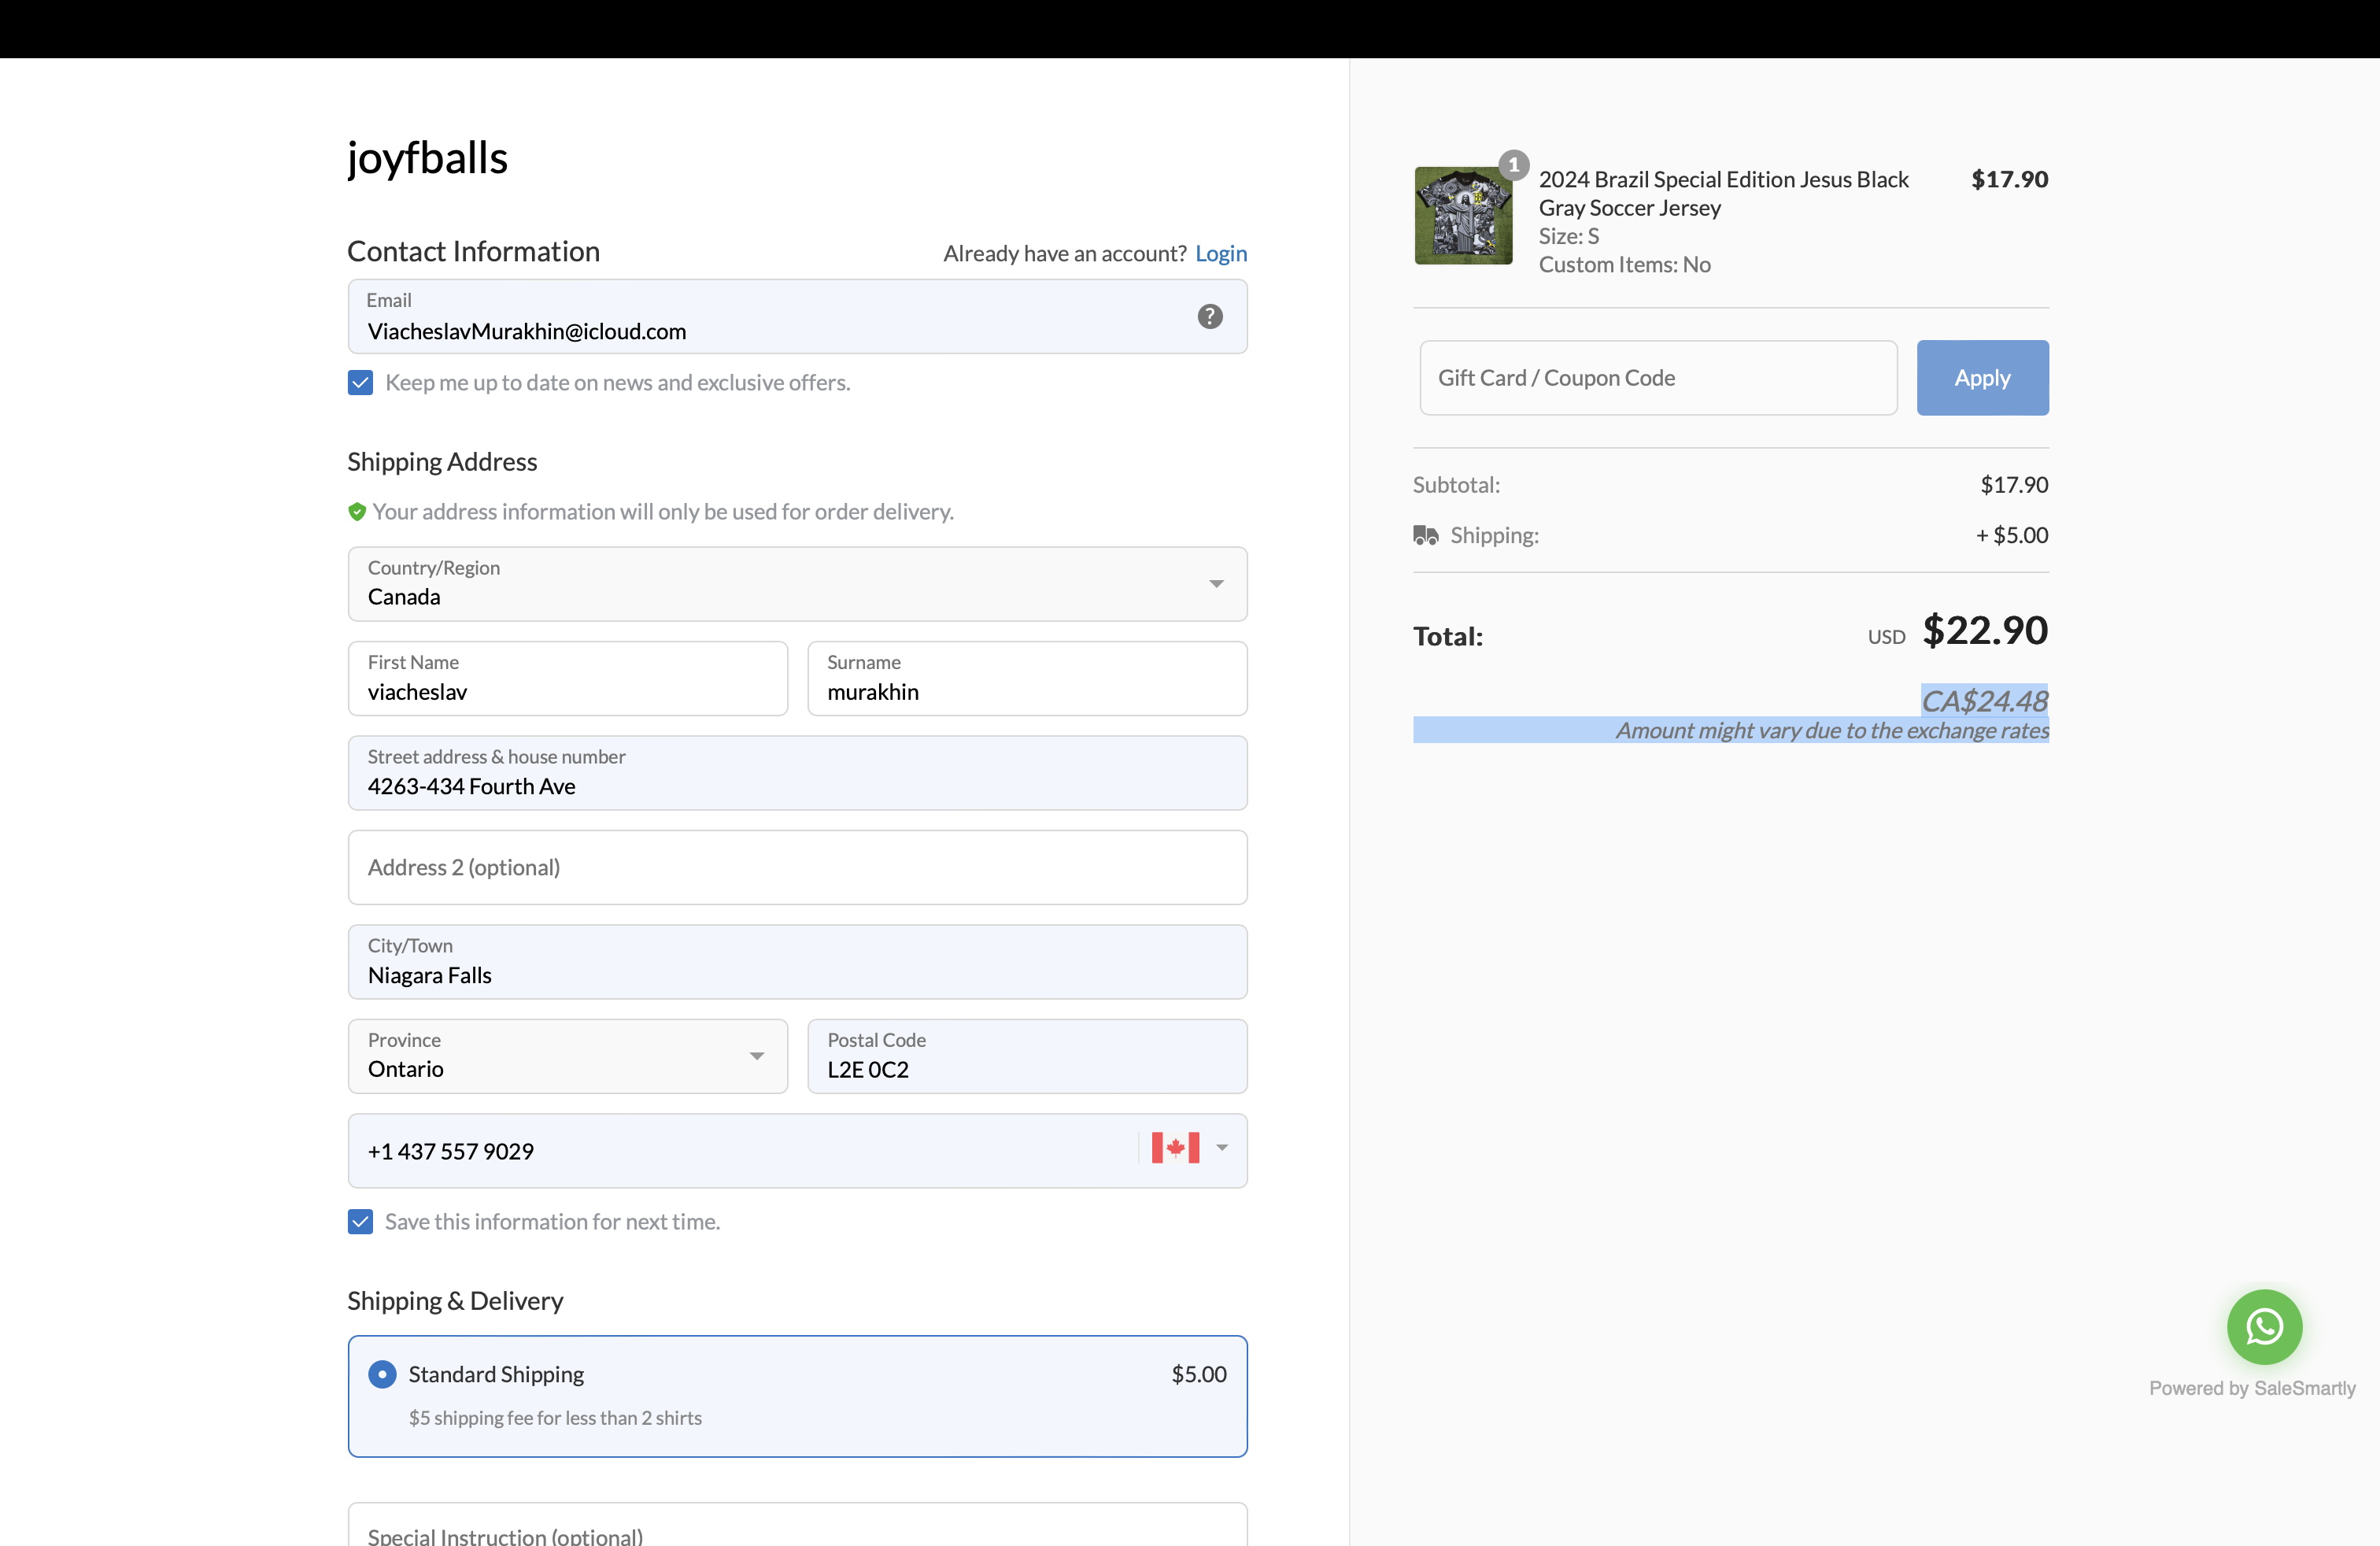 joyfballs
Contact Information
Already have an account? Login
Email
ViacheslavMurakhin@icloud.com
?
Keep me up to date on news and exclusive offers.
Shipping Address
Your address information will only be used for order delivery.
Country/Region
Canada
First Name
viacheslav
Surname
murakhin
Street address & house number
4263-434 Fourth Ave
Address 2 (optional)
City/Town
Niagara Falls
Province
Ontario
Postal Code
L2E 0C2
+1 437 557 9029
Save this information for next time.
Shipping & Delivery
Standard Shipping
$5.00
$5 shipping fee for less than 2 shirts
Special Instruction (optional)
1
2024 Brazil Special Edition Jesus Black
Gray Soccer Jersey
$17.90
Size: S
Custom Items: No
Gift Card / Coupon Code
Apply
Subtotal:
$17.90
Shipping:
+ $5.00
Total:
USD $22.90
CA$24.48
Amount might vary due to the exchange rates
Powered by SaleSmartly